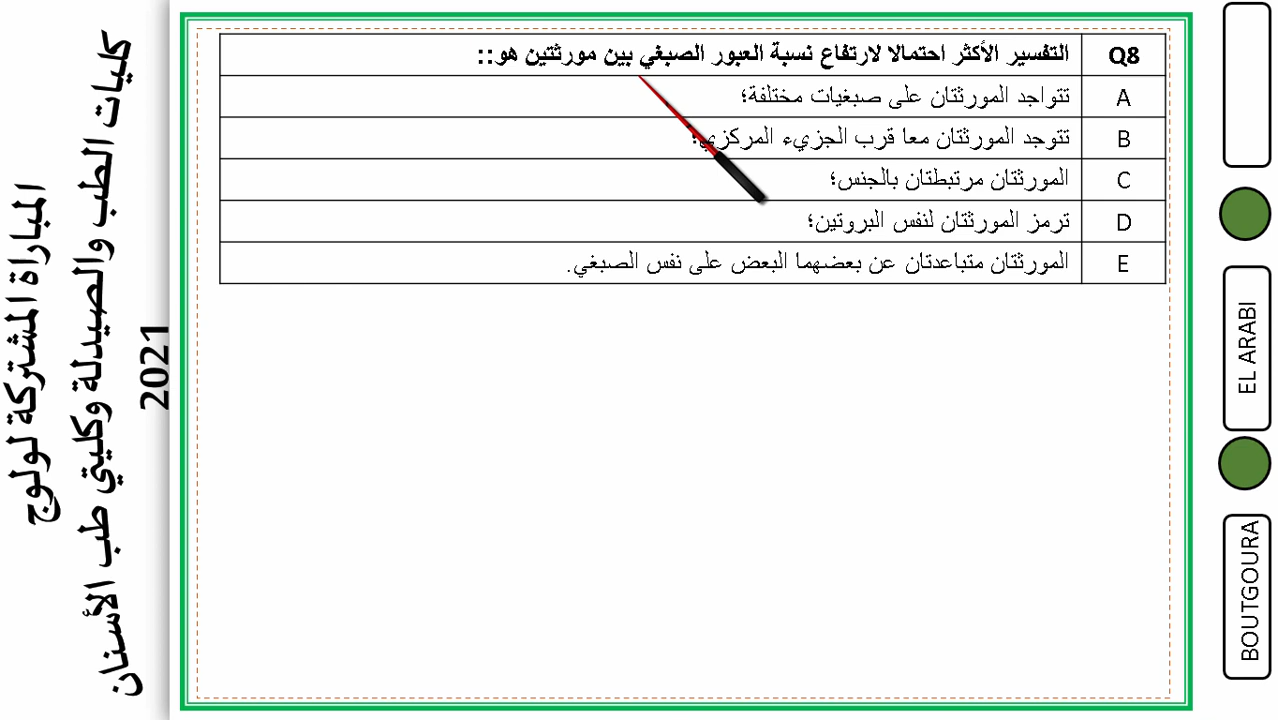 المباراة المشتركة لولوج
كليات الطب والصيدلة وكليتي طب الأسنان
2021
Q8 التفسير الأكثر احتمالا لارتفاع نسبة العبور الصبغي بين مورثتين هو::
A تتواجد المورثتان على صبغيات مختلفة؛
B تتوجد المورثتان معا قرب الجزيء المركزي؛
C المورثتان مرتبطتان بالجنس؛
D ترمز المورثتان لنفس البروتين؛
E المورثتان متباعدتان عن بعضهما البعض على نفس الصبغي.
EL ARABI
BOUTGOURA